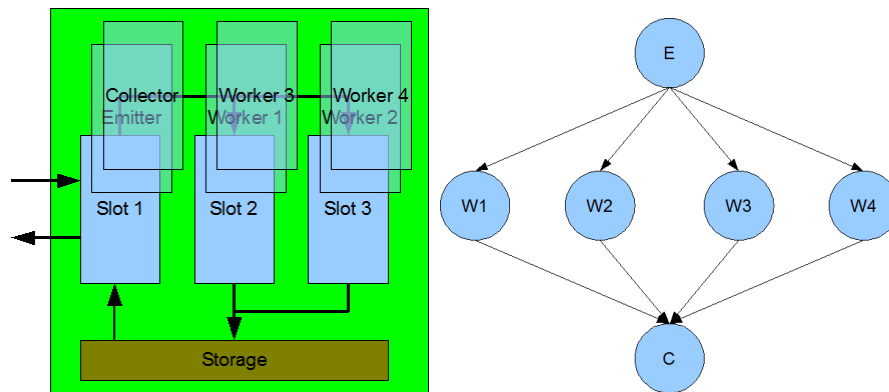 Collector
Worker 3
Worker 4
Emitter
Worker 1
Worker 2
Slot 1
Slot 2
Slot 3
Storage
E
W1
W2
W3
W4
C